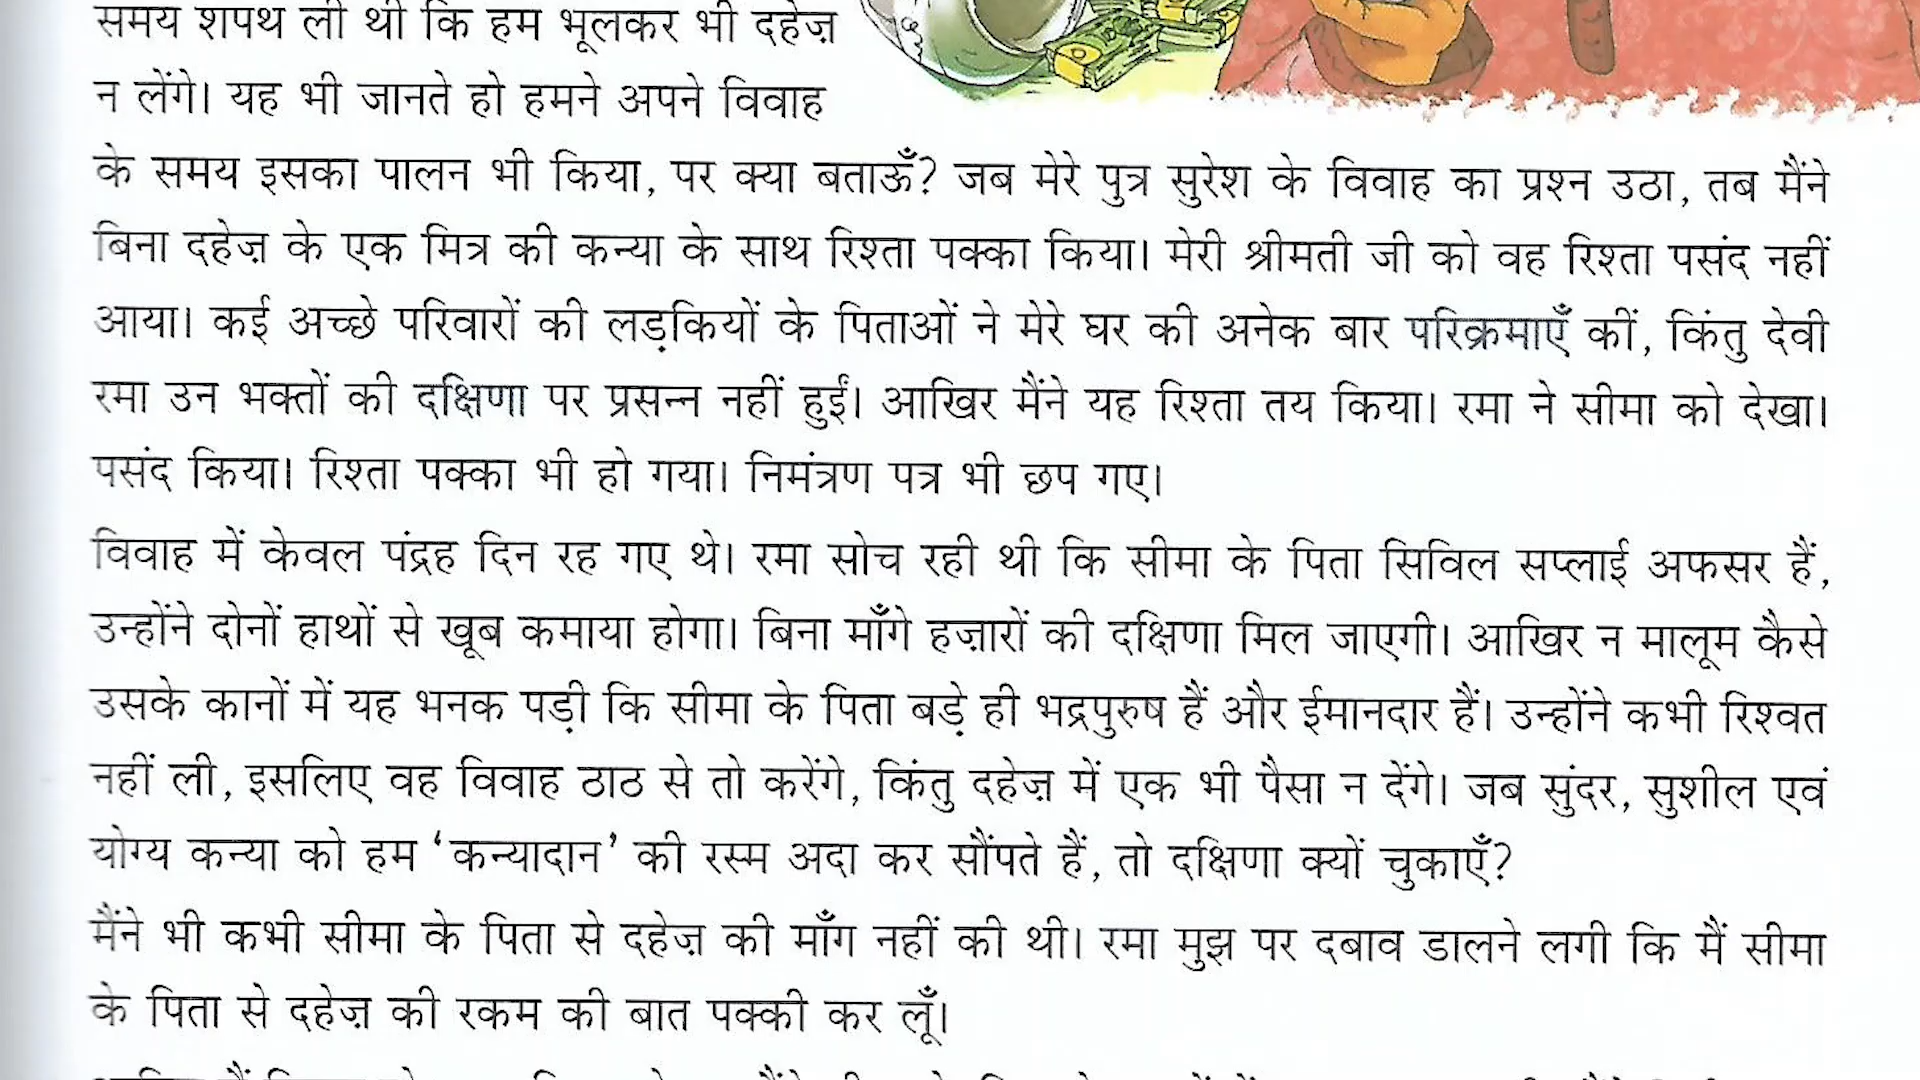 समय शपथ ली थी कि हम भूलकर भी दहेज़
न लेंगे। यह भी जानते हो हमने अपने विवाह
के समय इसका पालन भी किया, पर क्या बताऊँ? जब मेरे पुत्र सुरेश के विवाह का प्रश्न उठा, तब मैंने
बिना दहेज़ के एक मित्र की कन्या के साथ रिश्ता पक्का किया। मेरी श्रीमती जी को वह रिश्ता पसंद नहीं
आया। कई अच्छे परिवारों की लड़कियों के पिताओं ने मेरे घर की अनेक बार परिक्रमाएँ कीं, किंतु देवी
रमा उन भक्तों की दक्षिणा पर प्रसन्न नहीं हुईं। आखिर मैंने यह रिश्ता तय किया। रमा ने सीमा को देखा।
पसंद किया। रिश्ता पक्का भी हो गया। निमंत्रण पत्र भी छप गए।
विवाह में केवल पंद्रह दिन रह गए थे। रमा सोच रही थी कि सीमा के पिता सिविल सप्लाई अफसर हैं,
उन्होंने दोनों हाथों से खूब कमाया होगा। बिना माँगे हज़ारों की दक्षिणा मिल जाएगी। आखिर न मालूम कैसे
उसके कानों में यह भनक पड़ी कि सीमा के पिता बड़े ही भद्रपुरुष हैं और ईमानदार हैं। उन्होंने कभी रिश्वत
नहीं ली, इसलिए वह विवाह ठाठ से तो करेंगे, किंतु दहेज़ में एक भी पैसा न देंगे। जब सुंदर, सुशील एवं
योग्य कन्या को हम ‘कन्यादान’ की रस्म अदा कर सौंपते हैं, तो दक्षिणा क्यों चुकाएँ?
मैंने भी कभी सीमा के पिता से दहेज़ की माँग नहीं की थी। रमा मुझ पर दबाव डालने लगी कि मैं सीमा
के पिता से दहेज़ की रकम की बात पक्की कर लूँ।